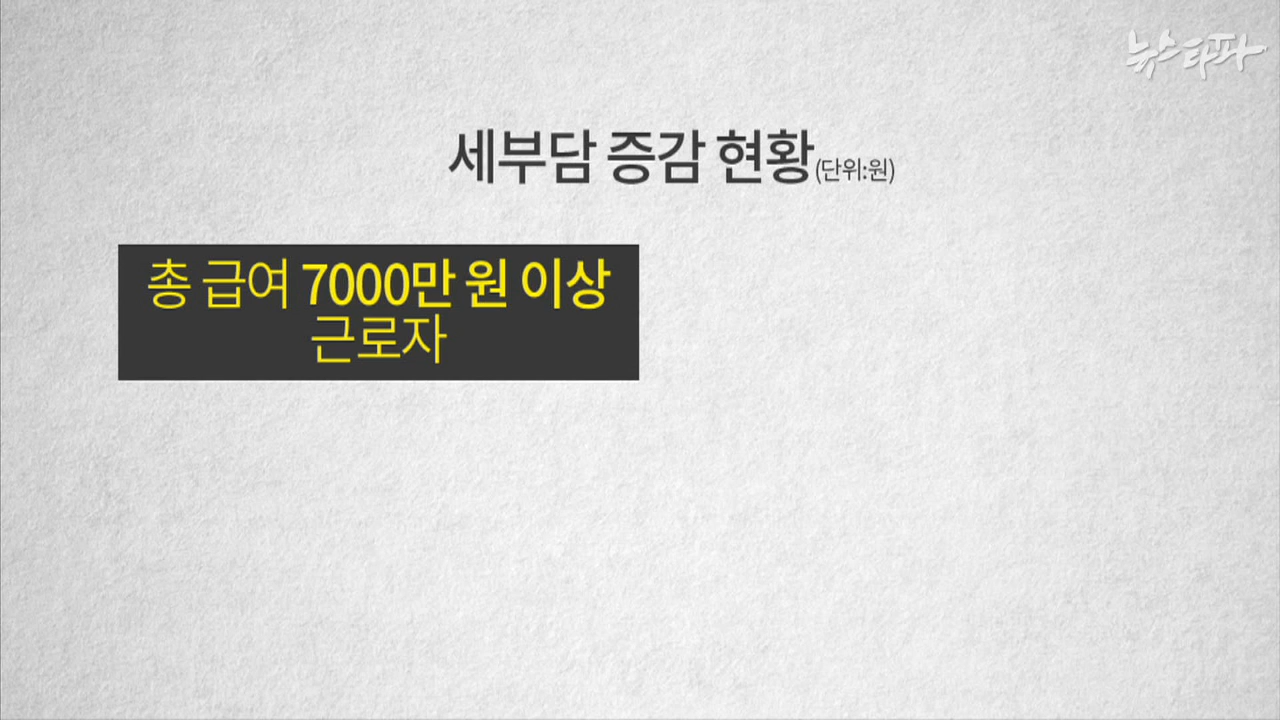 뉴스타파
세부담 증감 현황(단위:원)
총 급여 7000만 원 이상
근로자